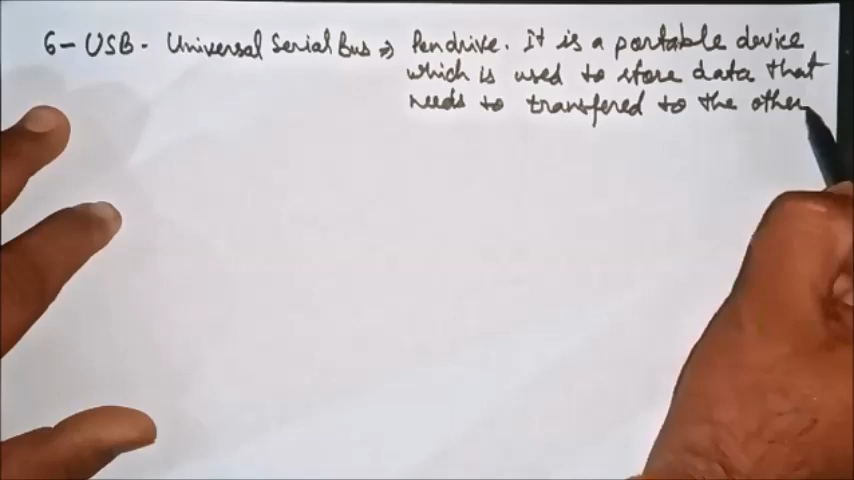 6- USB - Universal Serial Bus ⇒ Pendrive. It is a portable device
which is used to store data that
needs to transfered to the other